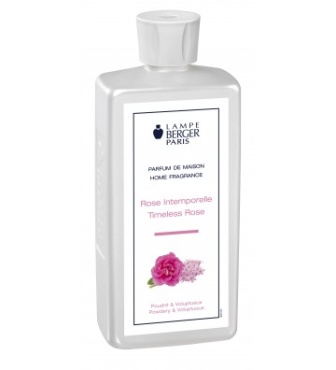 LAMPE
BERGER
PARIS
PARFUM DE MAISON
HOME FRAGRANCE
Rose Intemporelle
Timeless Rose
Poudré & Voluptueux
Powdery & Voluptuous